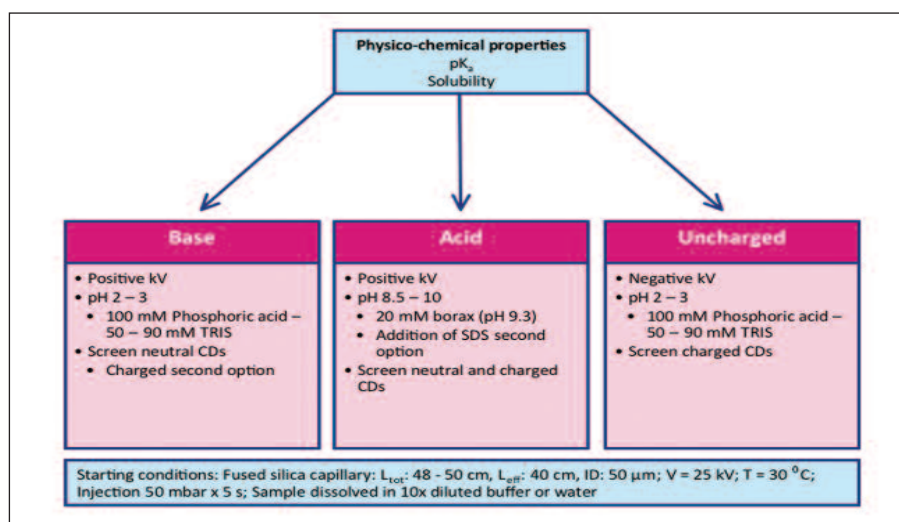 Physico-chemical properties
pKa
Solubility
Base
• Positive kV
• pH 2 – 3
• 100 mM Phosphoric acid –
50 – 90 mM TRIS
• Screen neutral CDs
• Charged second option
Acid
• Positive kV
• pH 8.5 – 10
• 20 mM borax (pH 9.3)
• Addition of SDS second
option
• Screen neutral and charged
CDs
Uncharged
• Negative kV
• pH 2 – 3
• 100 mM Phosphoric acid –
50 – 90 mM TRIS
• Screen charged CDs
Starting conditions: Fused silica capillary: Ltot: 48 - 50 cm, Leff: 40 cm, ID: 50 µm; V = 25 kV; T = 30 ⁰C;
Injection 50 mbar x 5 s; Sample dissolved in 10x diluted buffer or water